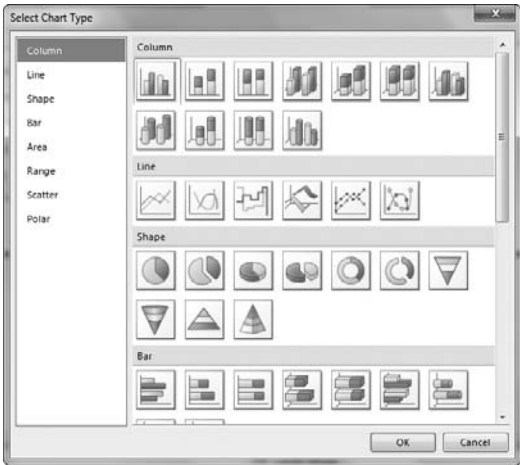 Select Chart Type
Column
Line
Shape
Bar
Area
Range
Scatter
Polar
Column
Line
Shape
Bar
OK
Cancel